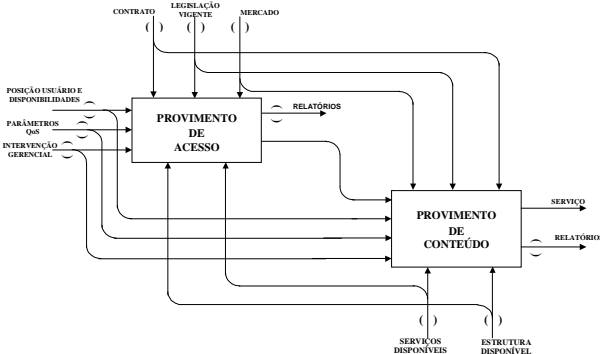 LEGISLAÇÃO
VIGENTE
CONTRATO
MERCADO
POSIÇÃO USUÁRIO E
DISPONIBILIDADES
PARÂMETROS
QoS
INTERVENÇÃO
GERENCIAL
PROVIMENTO
DE
ACESSO
RELATÓRIOS
PROVIMENTO
DE
CONTEÚDO
SERVIÇO
RELATÓRIOS
SERVIÇOS
DISPONÍVEIS
ESTRUTURA
DISPONÍVEL